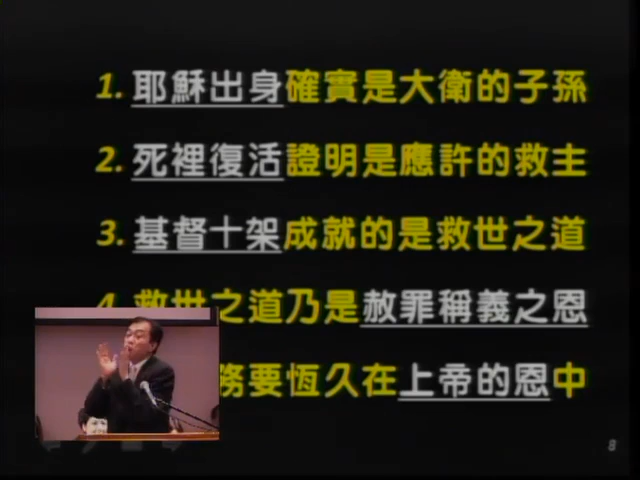 1. 耶穌出身確實是大衛的子孫
2. 死裡復活證明是應許的救主
3. 基督十架成就的是救世之道
4. 救世之道乃是赦罪稱義之恩
務要恆久在上帝的恩中
8